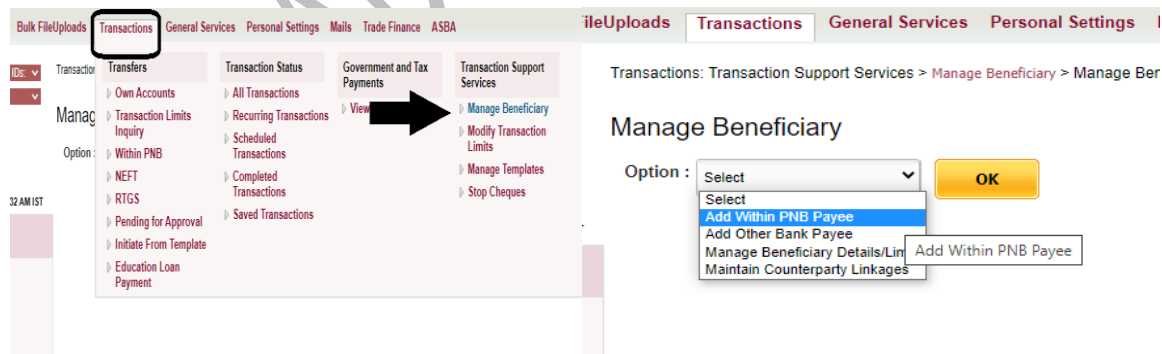 Bulk FileUploads Transactions General Services Personal Settings Mails Trade Finance ASBA
IDs:
Transaction
Manag
Option :
32 AM IST
Transfers
Own Accounts
Transaction Limits
Inquiry
Within PNB
NEFT
RTGS
Pending for Approval
Initiate From Template
Education Loan
Payment
Transaction Status
All Transactions
Recurring Transactions
Scheduled
Transactions
Completed
Transactions
Saved Transactions
Government and Tax
Payments
View
Transaction Support
Services
Manage Beneficiary
Modify Transaction
Limits
Manage Templates
Stop Cheques
ileUploads Transactions General Services Personal Settings
Transactions: Transaction Support Services > Manage Beneficiary > Manage Ben
Manage Beneficiary
Option : Select OK
Select
Add Within PNB Payee
Add Other Bank Payee
Manage Beneficiary Details/Lim
Add Within PNB Payee
Maintain Counterparty Linkages